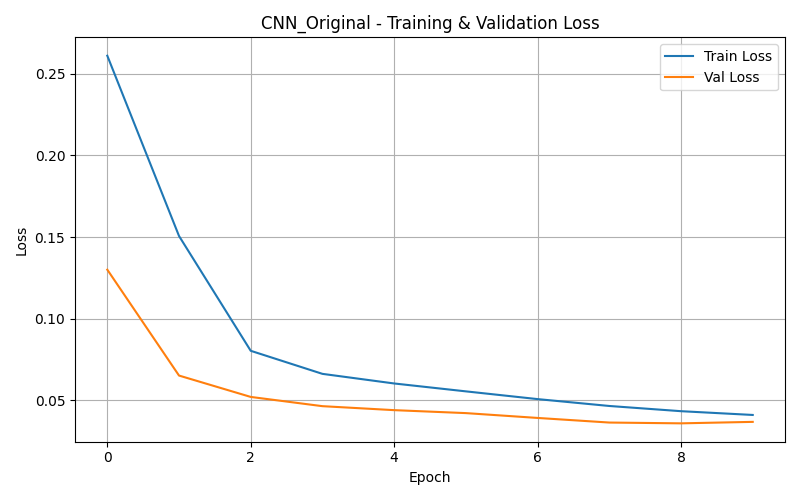 CNN_Original - Training & Validation Loss
Train Loss
Val Loss
0.25
0.20
0.15
0.10
0.05
Loss
0 2 4 6 8
Epoch